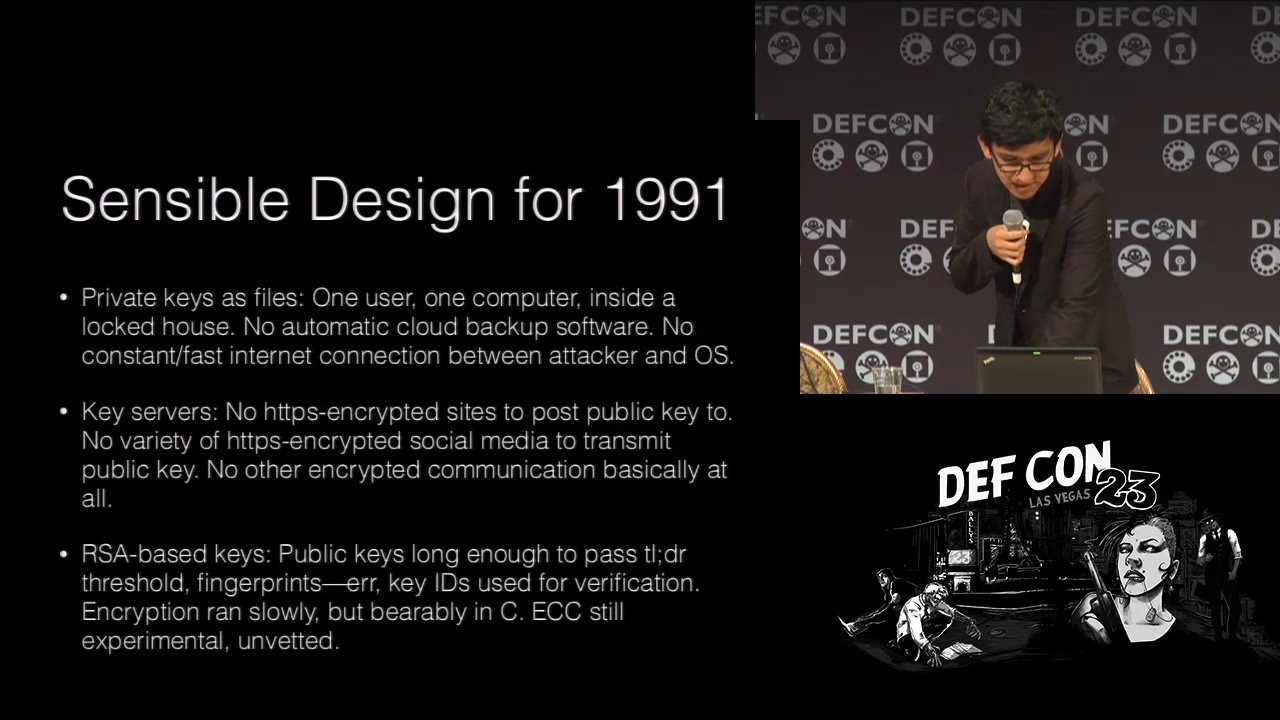 Sensible Design for 1991
• Private keys as files: One user, one computer, inside a
locked house. No automatic cloud backup software. No
constant/fast internet connection between attacker and OS.
• Key servers: No https-encrypted sites to post public key to.
No variety of https-encrypted social media to transmit
public key. No other encrypted communication basically at
all.
• RSA-based keys: Public keys long enough to pass tl;dr
threshold, fingerprints—err, key IDs used for verification.
Encryption ran slowly, but bearably in C. ECC still
experimental, unvetted.
DEFCON
DEFCON
DEFCON
DEFCON
DEFCON
DEFCON
DEFCON
DEFCON
DEF CON 23
LAS VEGAS
BALLYS